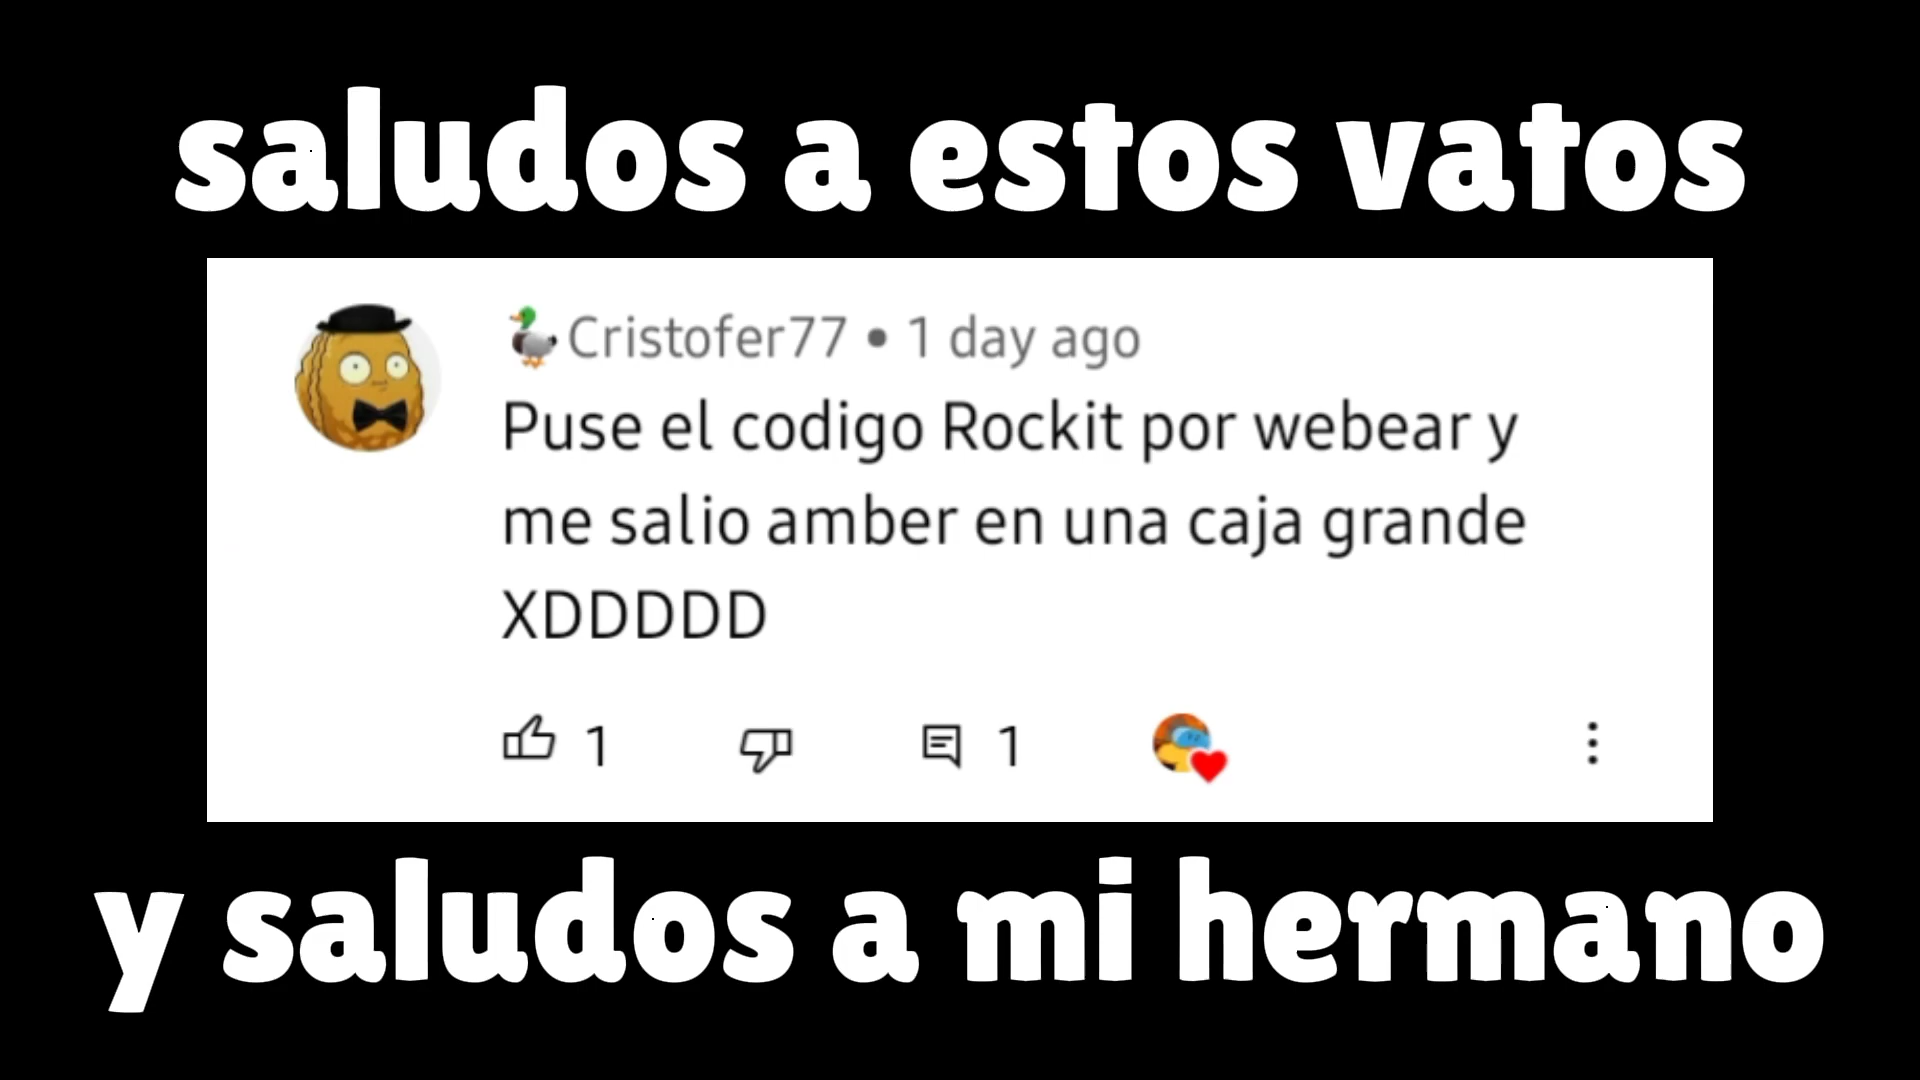 saludos a estos vatos
🦆Cristofer77 • 1 day ago
Puse el codigo Rockit por webear y
me salio amber en una caja grande
XDDDDD
1 1
y saludos a mi hermano